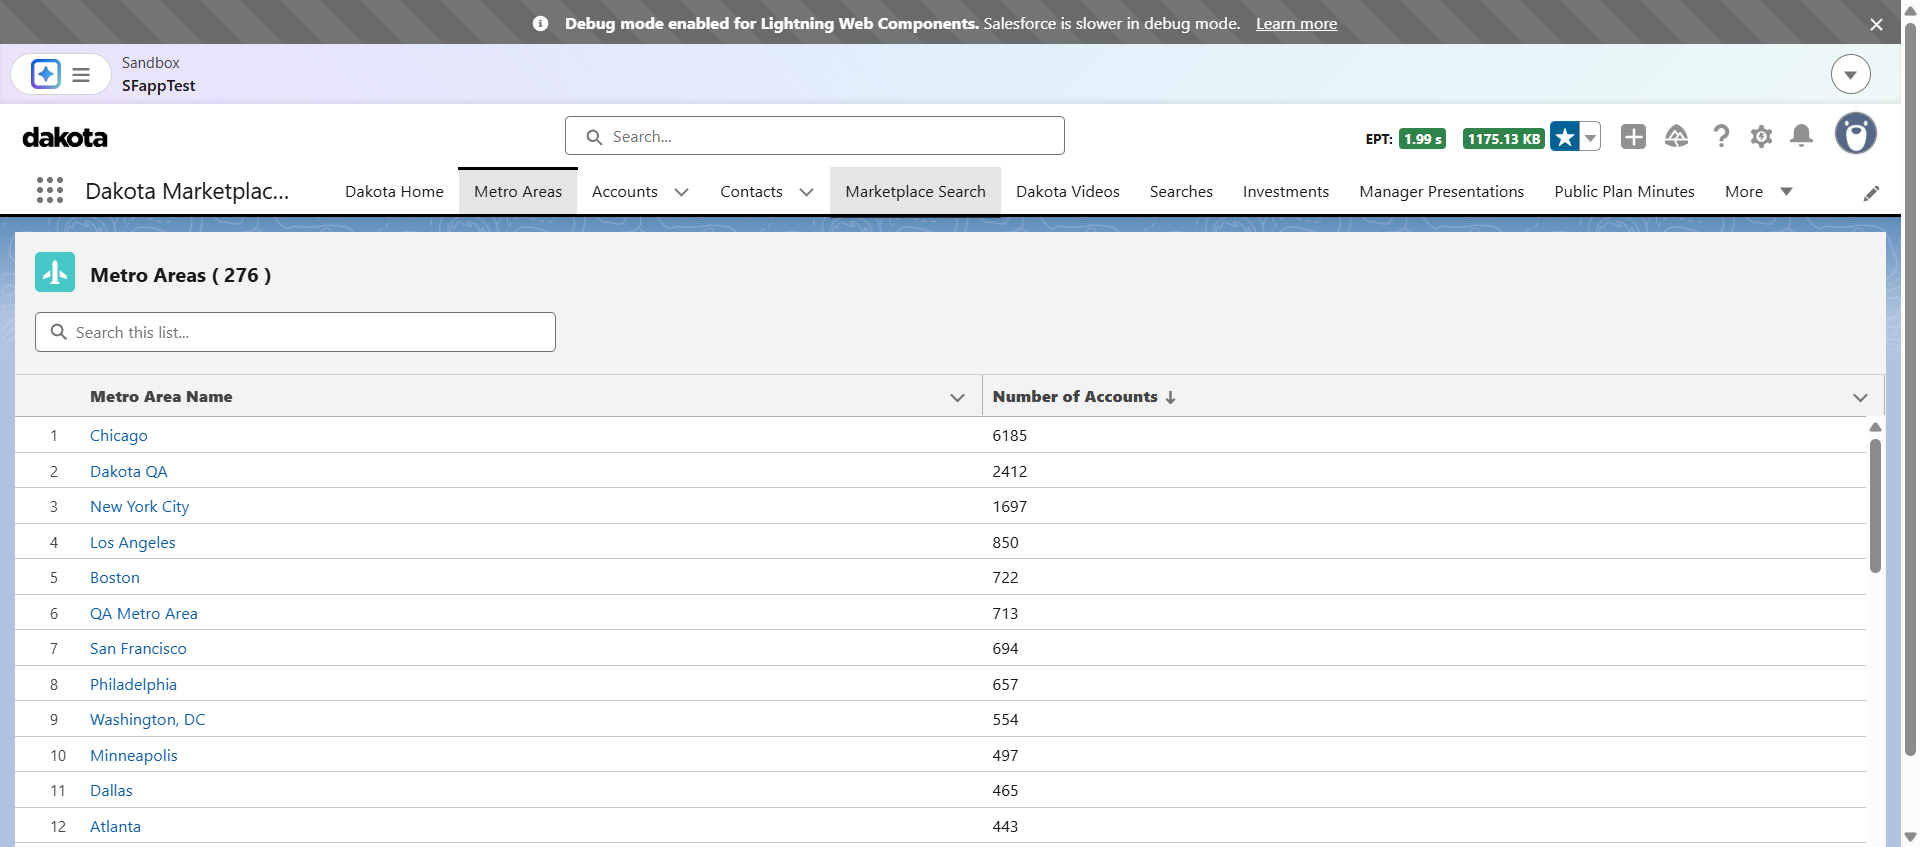 Debug mode enabled for Lightning Web Components. Salesforce is slower in debug mode. Learn more
Sandbox
SFappTest
dakota
Search...
EPT: 1.99 s 1175.13 KB
Dakota Marketplac...
Dakota Home
Metro Areas
Accounts
Contacts
Marketplace Search
Dakota Videos
Searches
Investments
Manager Presentations
Public Plan Minutes
More
Metro Areas ( 276 )
Search this list...
Metro Area Name Number of Accounts
1 Chicago 6185
2 Dakota QA 2412
3 New York City 1697
4 Los Angeles 850
5 Boston 722
6 QA Metro Area 713
7 San Francisco 694
8 Philadelphia 657
9 Washington, DC 554
10 Minneapolis 497
11 Dallas 465
12 Atlanta 443